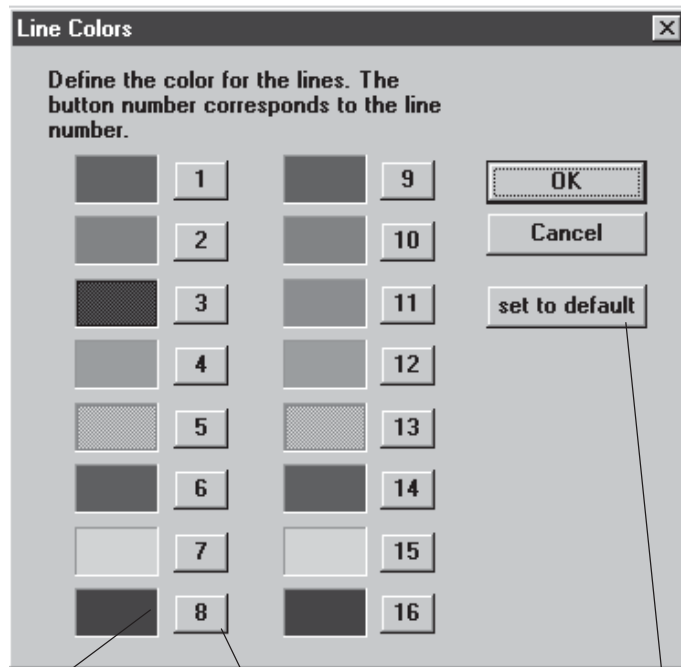 Line Colors
Define the color for the lines. The
button number corresponds to the line
number.
1 9 OK
2 10 Cancel
3 11 set to default
4 12
5 13
6 14
7 15
8 16